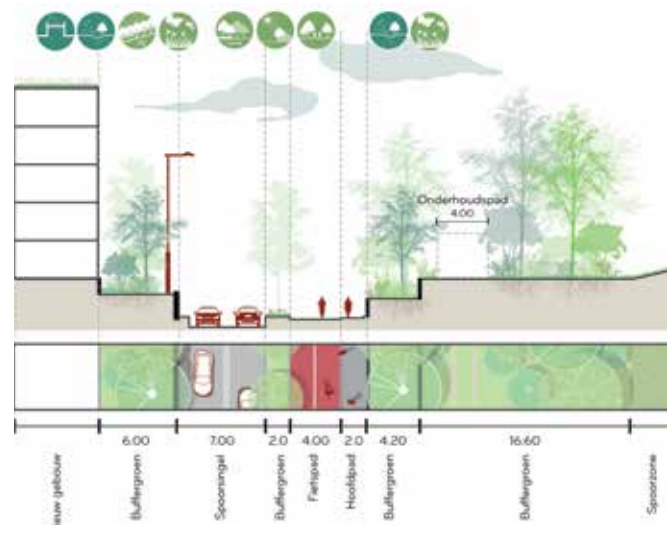 Onderhoudspad
4.00
6.00
7.00
2.0
4.00
2.0
4.20
16.60
euw gebouw
Buffergroen
Spoorsingel
Buffergroen
Fietspad
Hoofdpad
Buffergroen
Buffergroen
Spoorzone